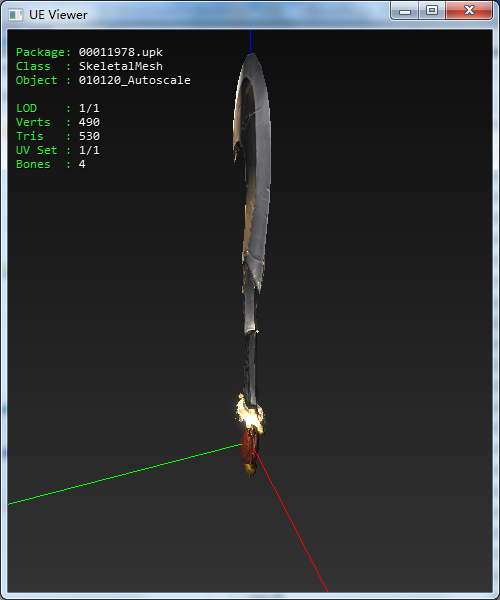 UE Viewer
Package: 00011978.upk
Class  : SkeletalMesh
Object : 010120_Autoscale
LOD    : 1/1
Verts  : 490
Tris   : 530
UV Set : 1/1
Bones  : 4